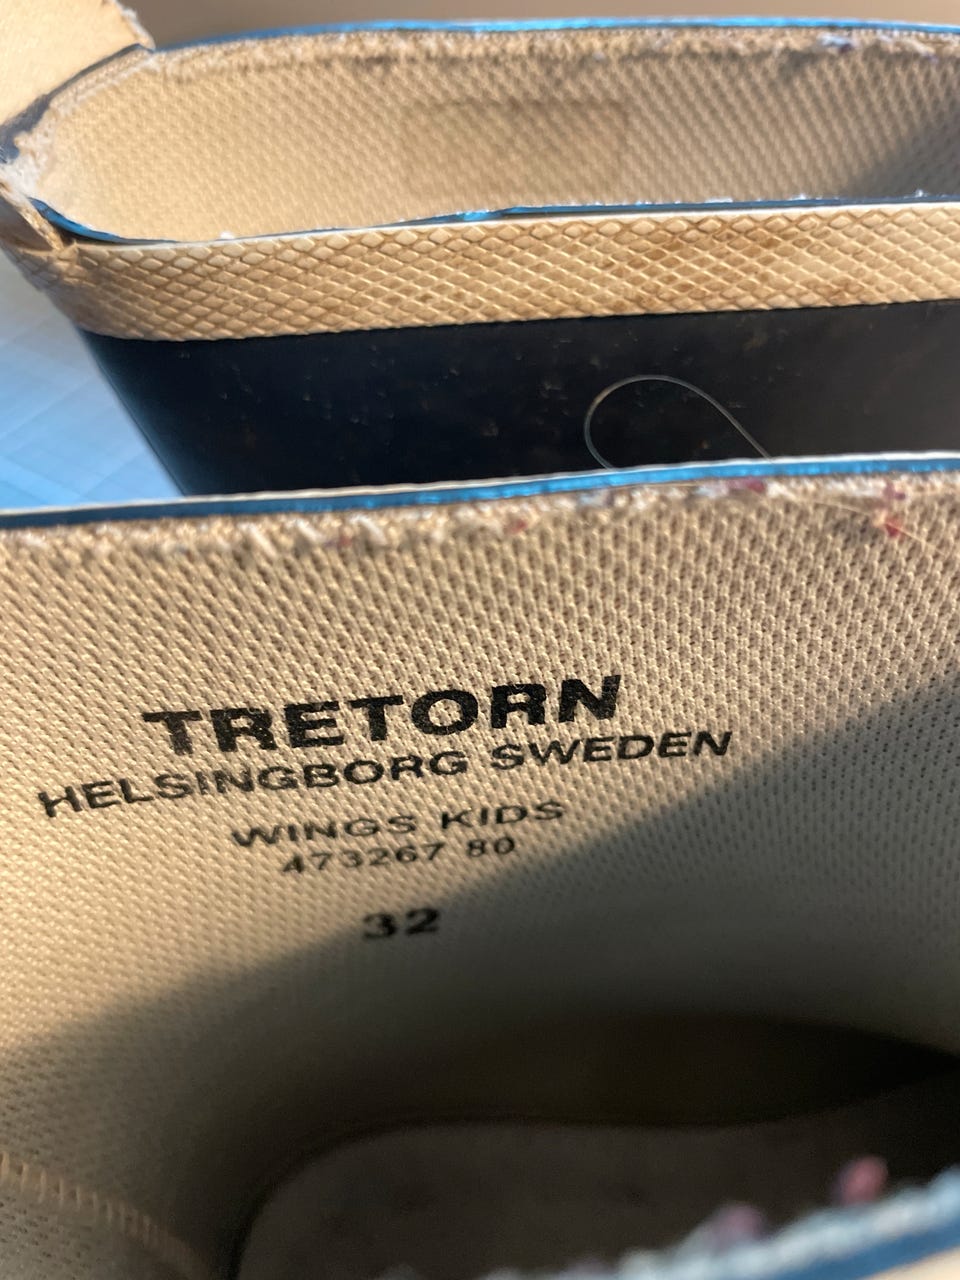 TRETORN
HELSINGBORG SWEDEN
WINGS KIDS
473267 80
32